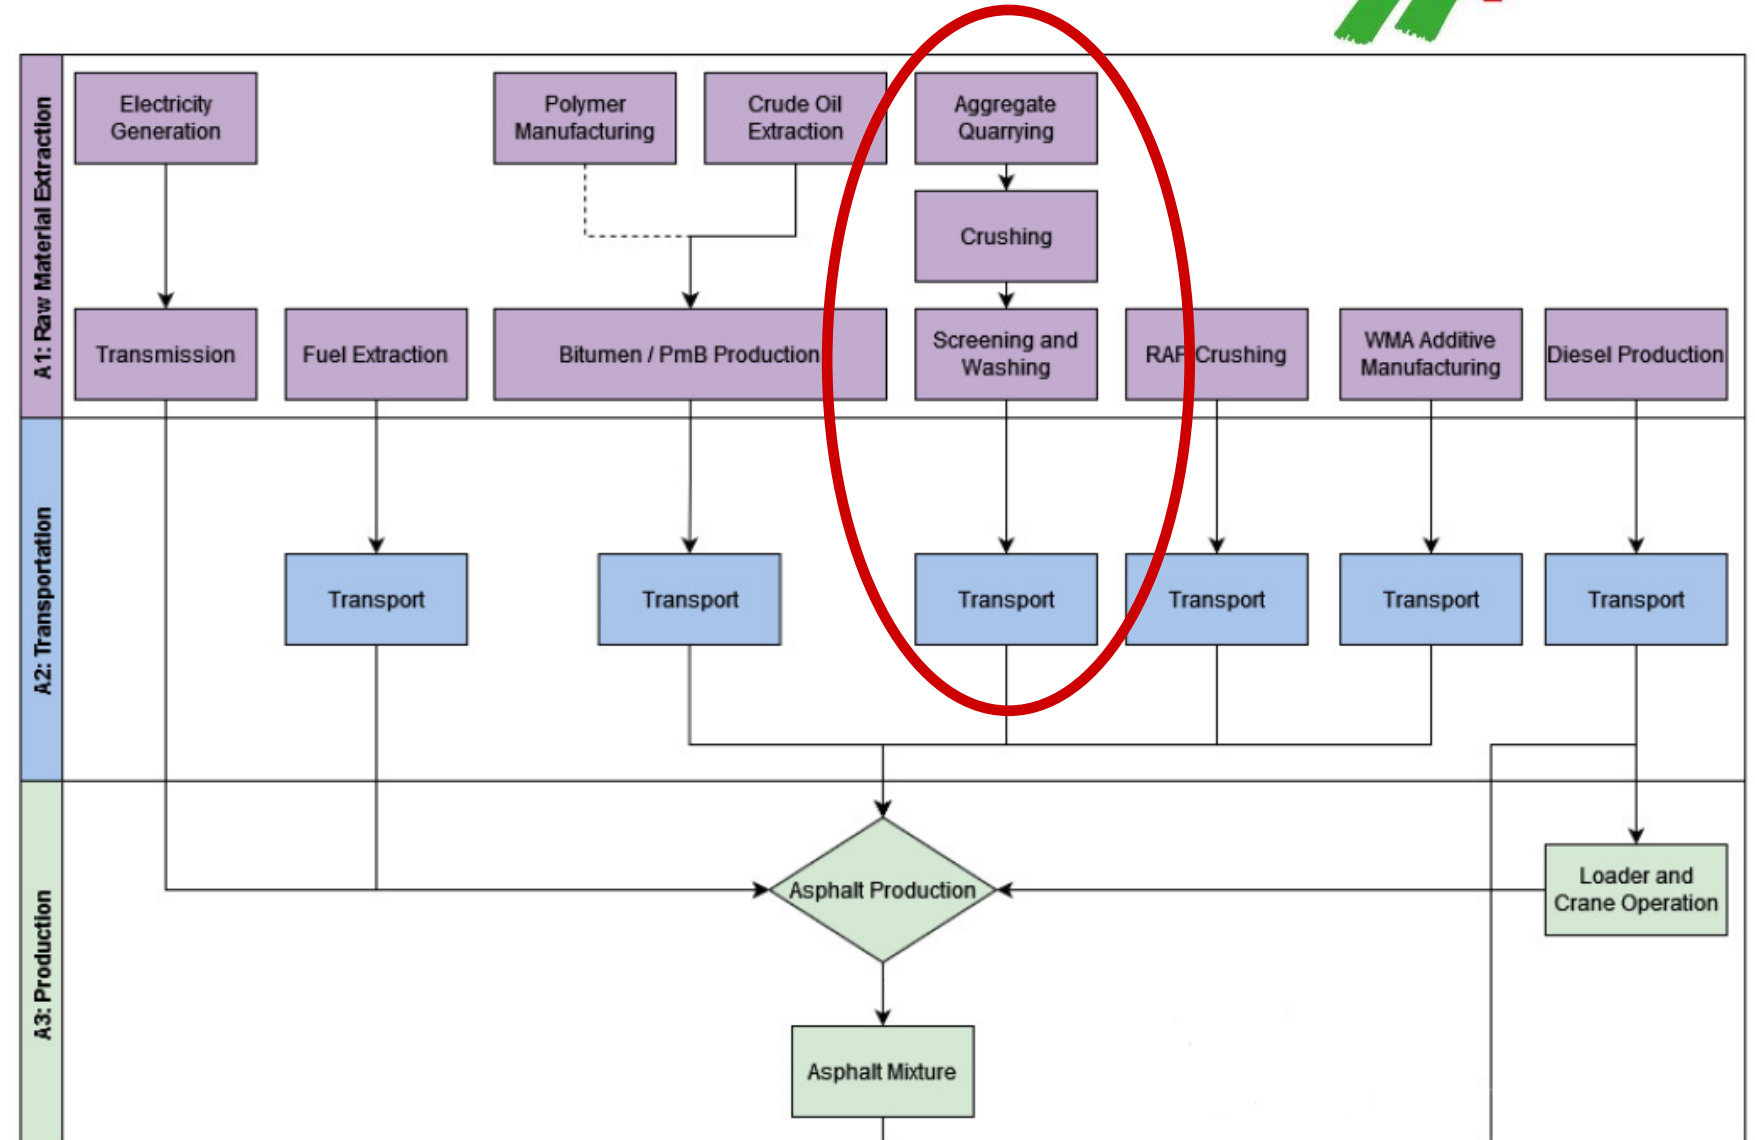 A1: Raw Material Extraction
Electricity
Generation
Polymer
Manufacturing
Crude Oil
Extraction
Aggregate
Quarrying
Crushing
Transmission
Fuel Extraction
Bitumen / PmB Production
Screening and
Washing
RAP Crushing
WMA Additive
Manufacturing
Diesel Production
A2: Transportation
Transport
Transport
Transport
Transport
Transport
Transport
A3: Production
Asphalt Production
Loader and
Crane Operation
Asphalt Mixture